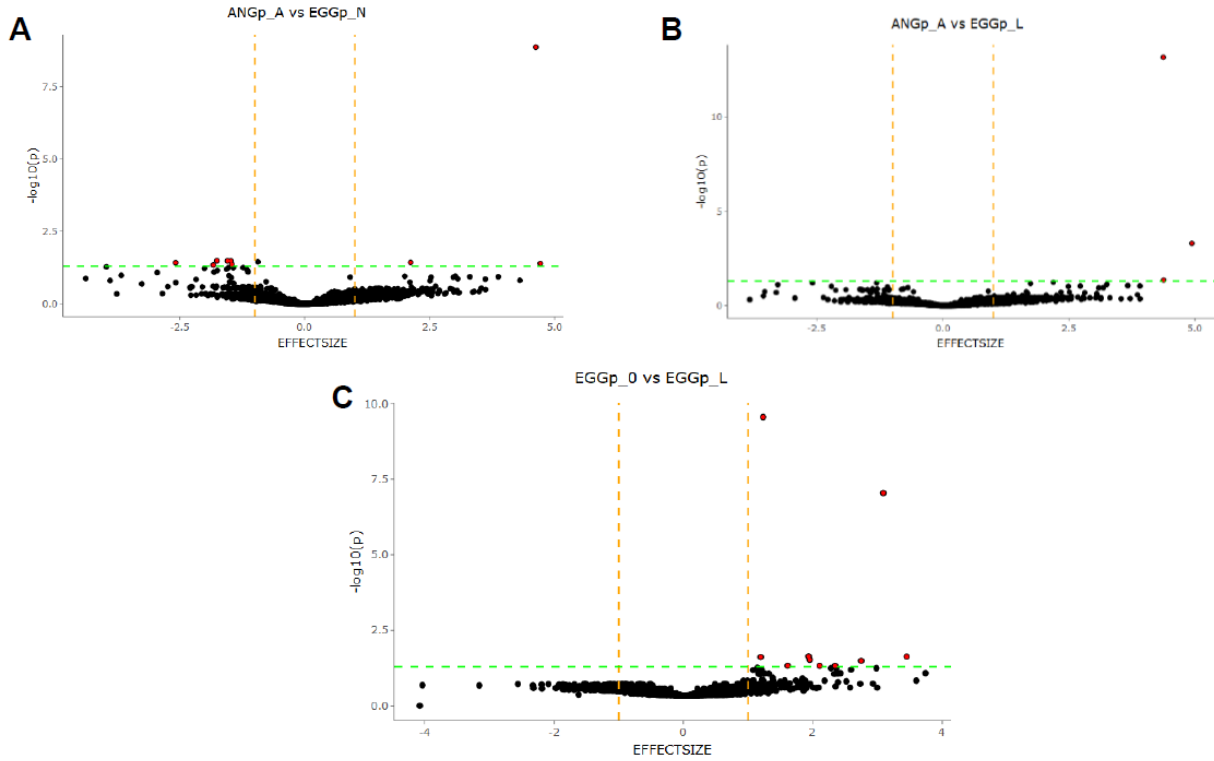 A
ANGp_A vs EGGp_N
7.5
5.0
2.5
0.0
-log10(p)
-2.5
0.0
2.5
5.0
EFFECTSIZE
B
ANGp_A vs EGGp_L
10
5
0
-log10(p)
-2.5
0.0
2.5
5.0
EFFECTSIZE
C
EGGp_0 vs EGGp_L
10.0
7.5
5.0
2.5
0.0
-log10(p)
-4
-2
0
2
4
EFFECTSIZE